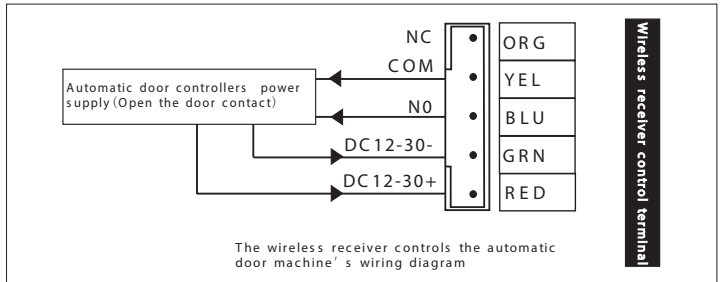 NC
ORG
COM
YEL
Automatic door controllers power
supply(Open the door contact)
N0
BLU
DC12-30-
GRN
DC12-30+
RED
The wireless receiver controls the automatic
door machine's wiring diagram
Wireless receiver control terminal